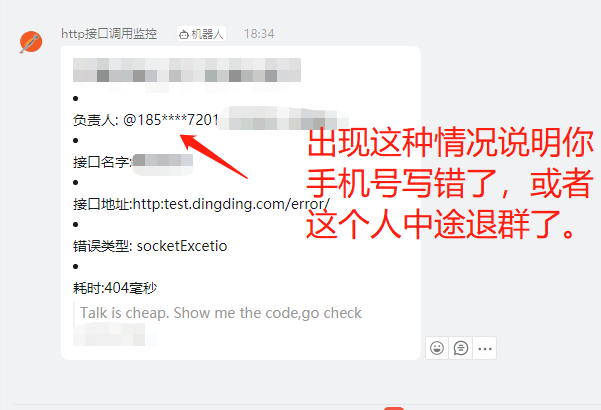 http接口调用监控 机器人 18:34
负责人: @185****7201
接口名字:
接口地址:http:test.dingding.com/error/
错误类型: socketExcetio
耗时:404毫秒
Talk is cheap. Show me the code,go check
出现这种情况说明你
手机号写错了，或者
这个人中途退群了。